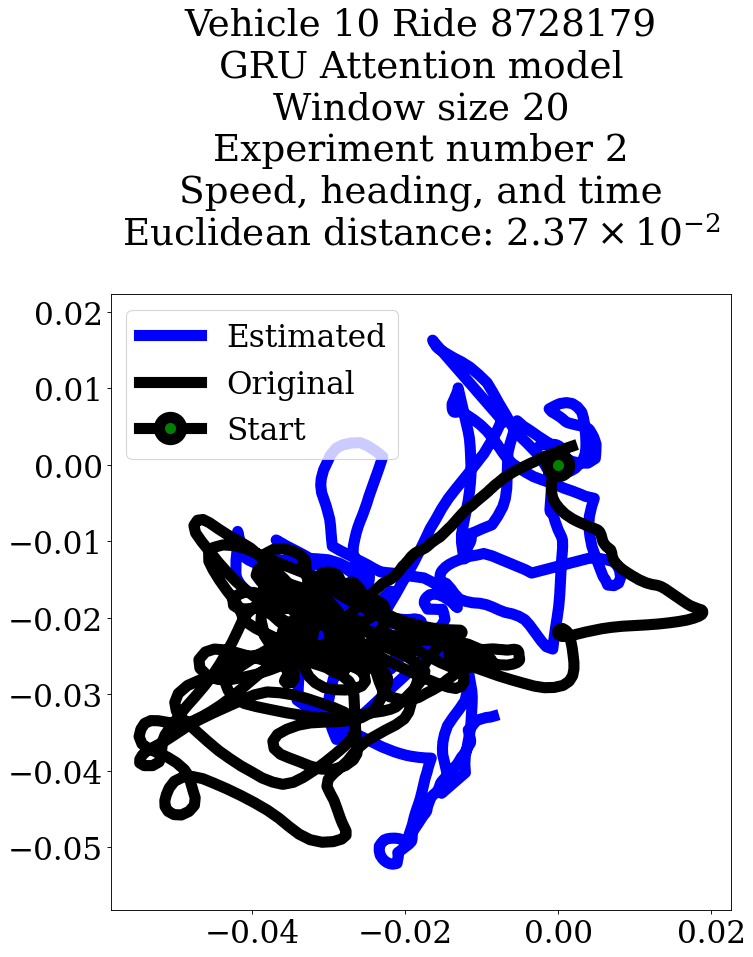 Vehicle 10 Ride 8728179
GRU Attention model
Window size 20
Experiment number 2
Speed, heading, and time
Euclidean distance: 2.37 × 10⁻²
Estimated
Original
Start
0.02
0.01
0.00
−0.01
−0.02
−0.03
−0.04
−0.05
−0.04
−0.02
0.00
0.02